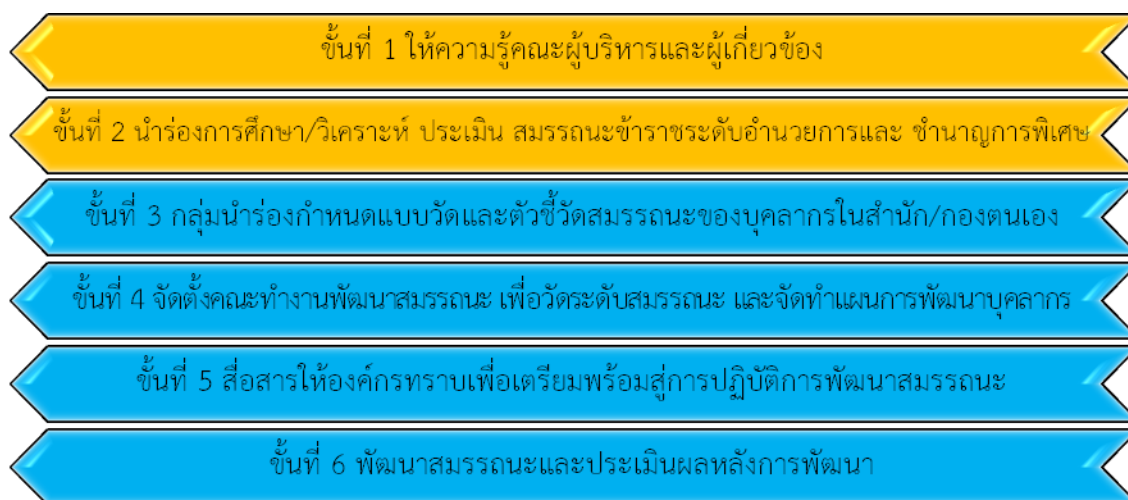 ขั้นที่ 1 ให้ความรู้คณะผู้บริหารและผู้เกี่ยวข้อง
ขั้นที่ 2 นำร่องการศึกษา/วิเคราะห์ ประเมิน สมรรถนะข้าราชระดับอำนวยการและ ชำนาญการพิเศษ
ขั้นที่ 3 กลุ่มนำร่องกำหนดแบบวัดและตัวชี้วัดสมรรถนะของบุคลากรในสำนัก/กองตนเอง
ขั้นที่ 4 จัดตั้งคณะทำงานพัฒนาสมรรถนะ เพื่อวัดระดับสมรรถนะ และจัดทำแผนการพัฒนาบุคลากร
ขั้นที่ 5 สื่อสารให้องค์กรทราบเพื่อเตรียมพร้อมสู่การปฏิบัติการพัฒนาสมรรถนะ
ขั้นที่ 6 พัฒนาสมรรถนะและประเมินผลหลังการพัฒนา